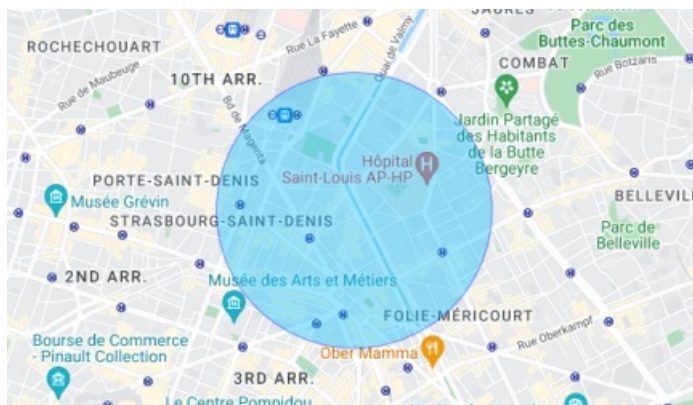 JAURÈS
Parc des
Buttes-Chaumont
ROCHECHOUART
Rue La Fayette
Quai de Valmy
COMBAT
Rue Botzaris
10TH ARR.
Rue de Maubeuge
Bd de Magenta
Jardin Partagé
des Habitants
de la Butte
Bergeyre
Hôpital
Saint-Louis AP-HP
PORTE-SAINT-DENIS
Musée Grévin
BELLEVIL
STRASBOURG-SAINT-DENIS
Parc de
Belleville
2ND ARR.
Musée des Arts et Métiers
FOLIE-MÉRICOURT
Bourse de Commerce
- Pinault Collection
Ober Mamma
Rue Oberkampf
3RD ARR.
Le Centre Pompidou